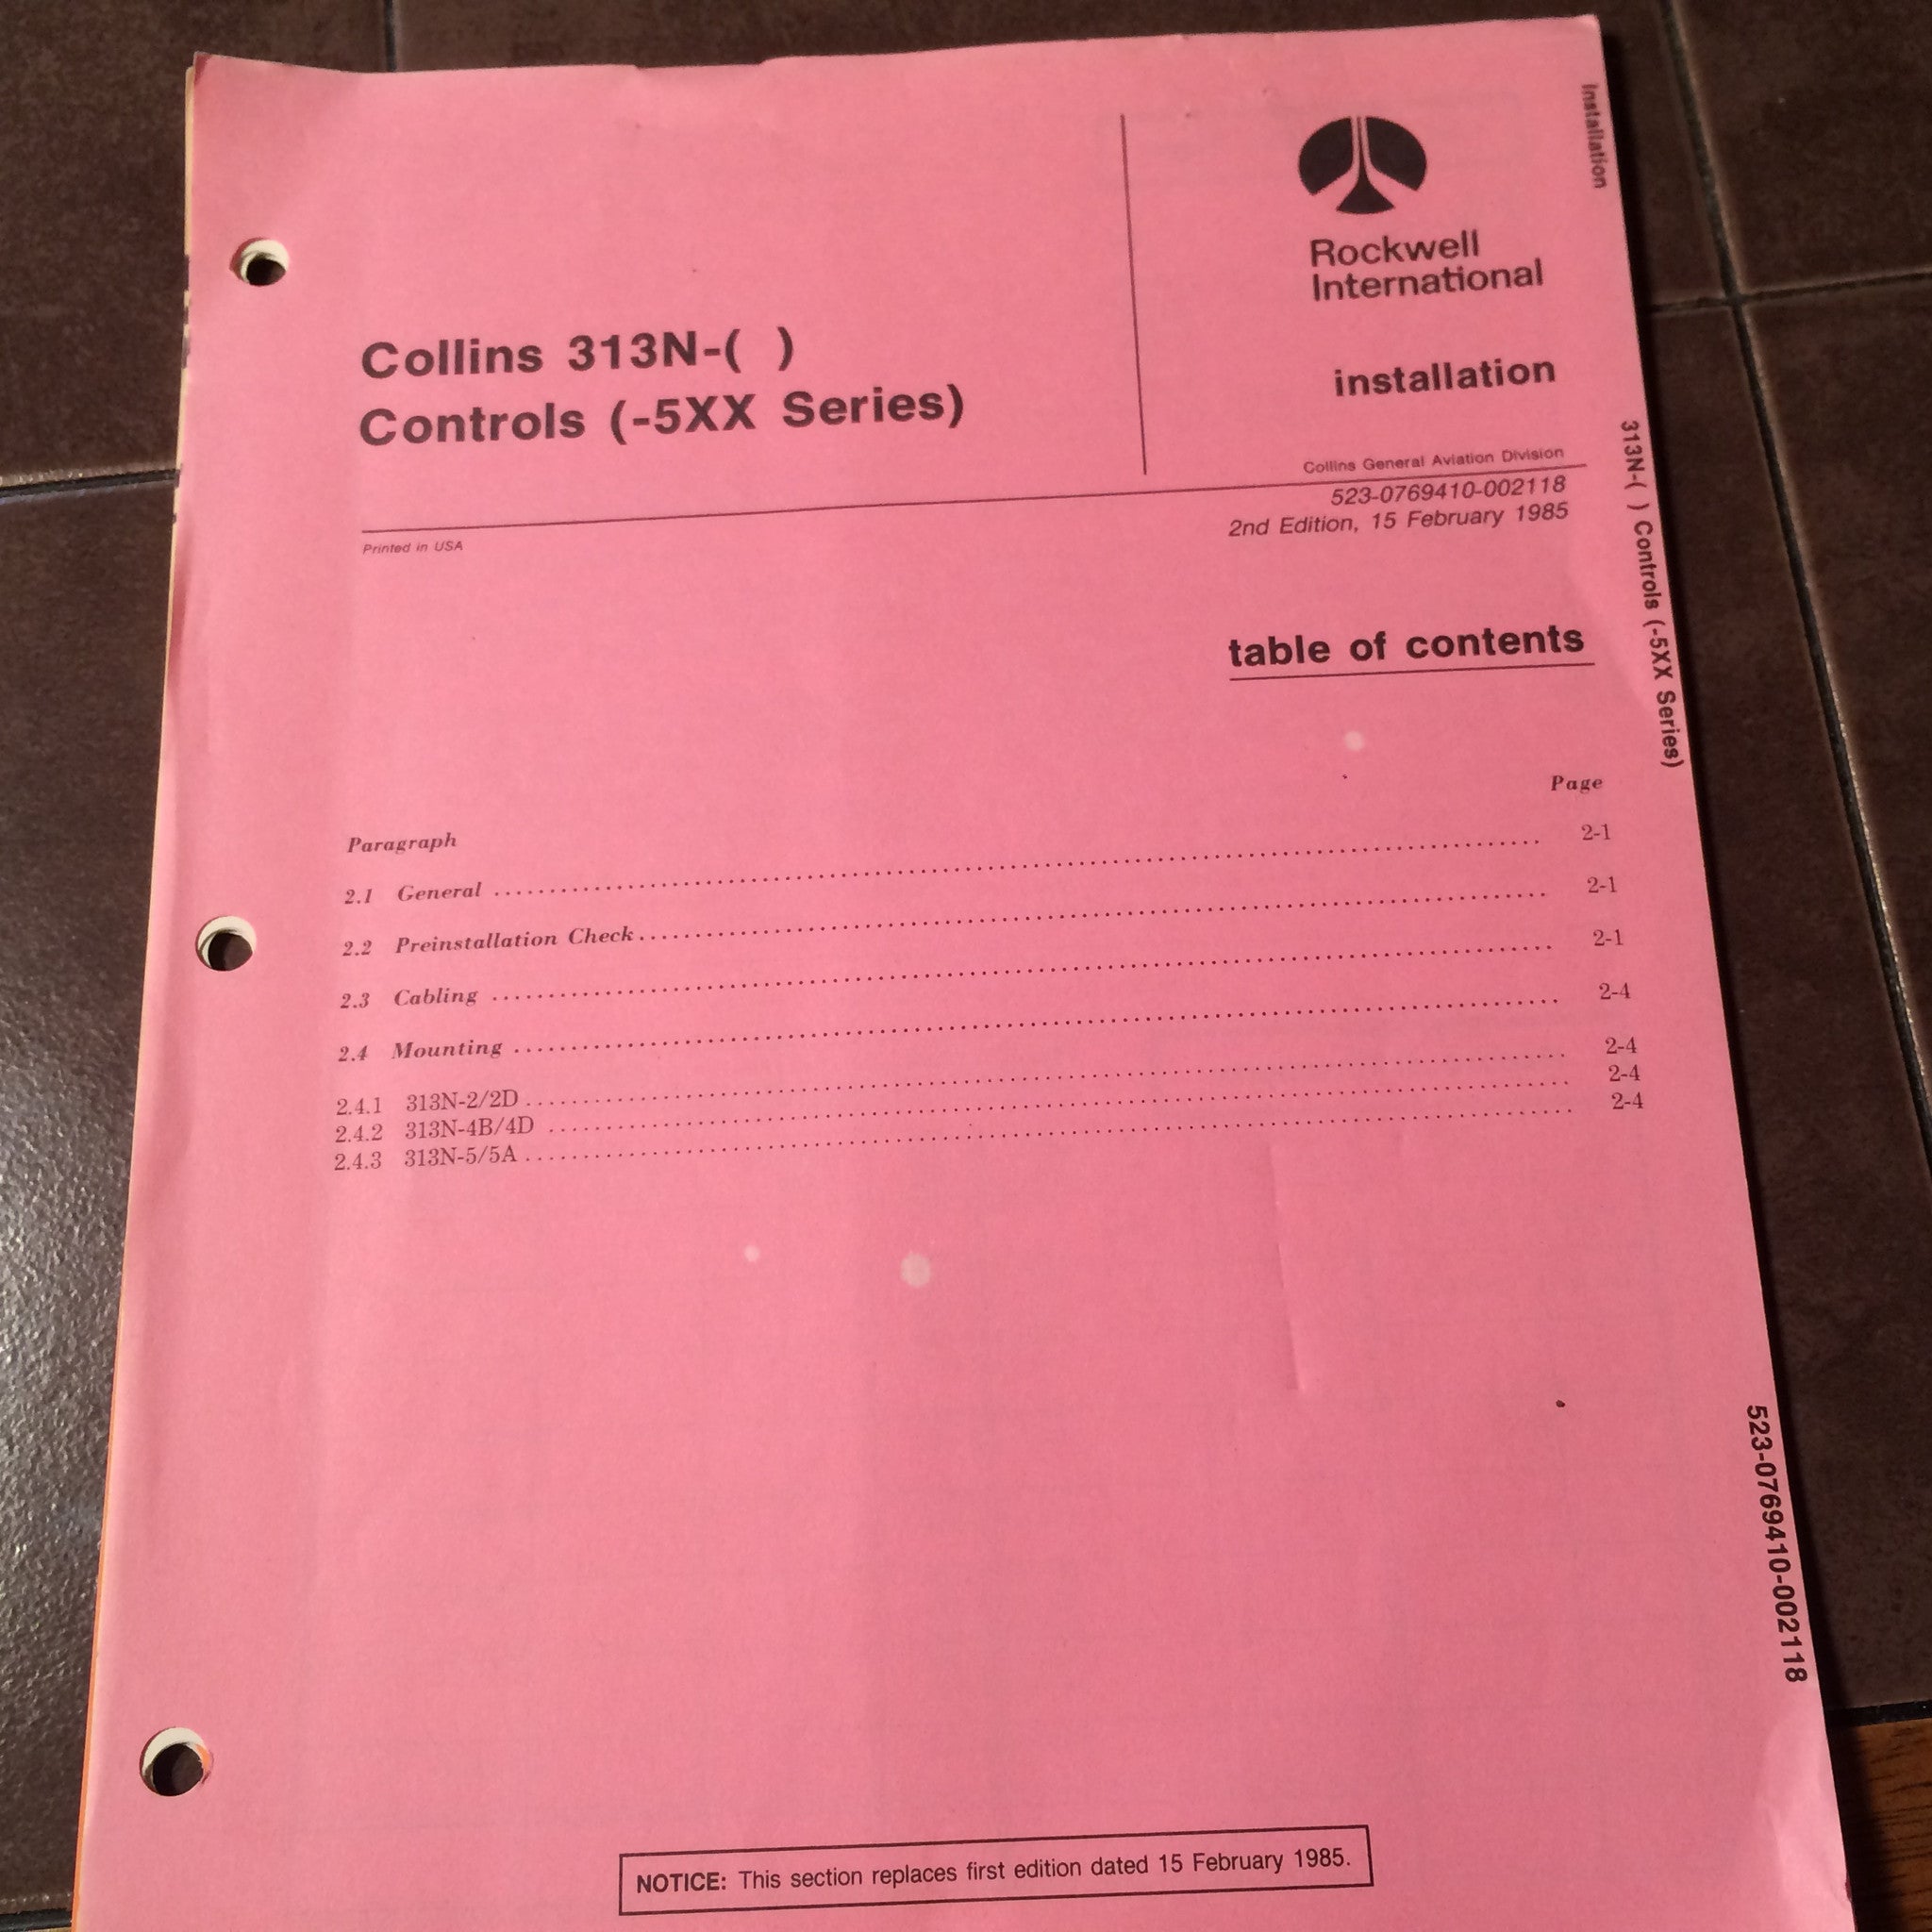 Collins 313N-( )
Controls (-5XX Series)
Rockwell
International
installation
Collins General Aviation Division
523-0769410-002118
2nd Edition, 15 February 1985
Printed in USA
table of contents
Page
Paragraph
2.1 General .......... 2-1
2.2 Preinstallation Check .......... 2-1
2.3 Cabling .......... 2-1
2.4 Mounting .......... 2-4
2.4.1 313N-2/2D .......... 2-4
2.4.2 313N-4B/4D .......... 2-4
2.4.3 313N-5/5A .......... 2-4
NOTICE: This section replaces first edition dated 15 February 1985.
Installation
313N-( ) Controls (-5XX Series)
523-0769410-002118